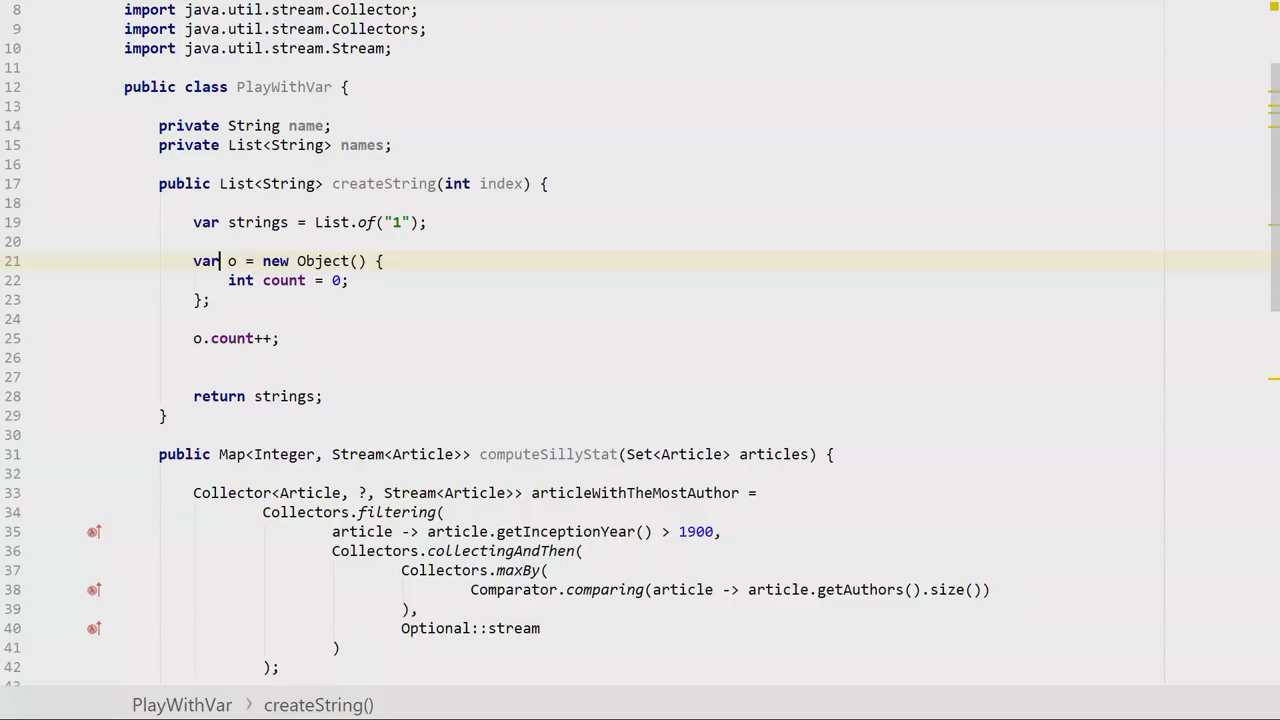 8 import java.util.stream.Collector;
9 import java.util.stream.Collectors;
10 import java.util.stream.Stream;
11
12 public class PlayWithVar {
13
14 private String name;
15 private List<String> names;
16
17 public List<String> createString(int index) {
18
19 var strings = List.of("1");
20
21 var o = new Object() {
22 int count = 0;
23 };
24
25 o.count++;
26
27
28 return strings;
29 }
30
31 public Map<Integer, Stream<Article>> computeSillyStat(Set<Article> articles) {
32
33 Collector<Article, ?, Stream<Article>> articleWithTheMostAuthor =
34 Collectors.filtering(
35 article -> article.getInceptionYear() > 1900,
36 Collectors.collectingAndThen(
37 Collectors.maxBy(
38 Comparator.comparing(article -> article.getAuthors().size())
39 ),
40 Optional::stream
41 )
42 );
PlayWithVar › createString()